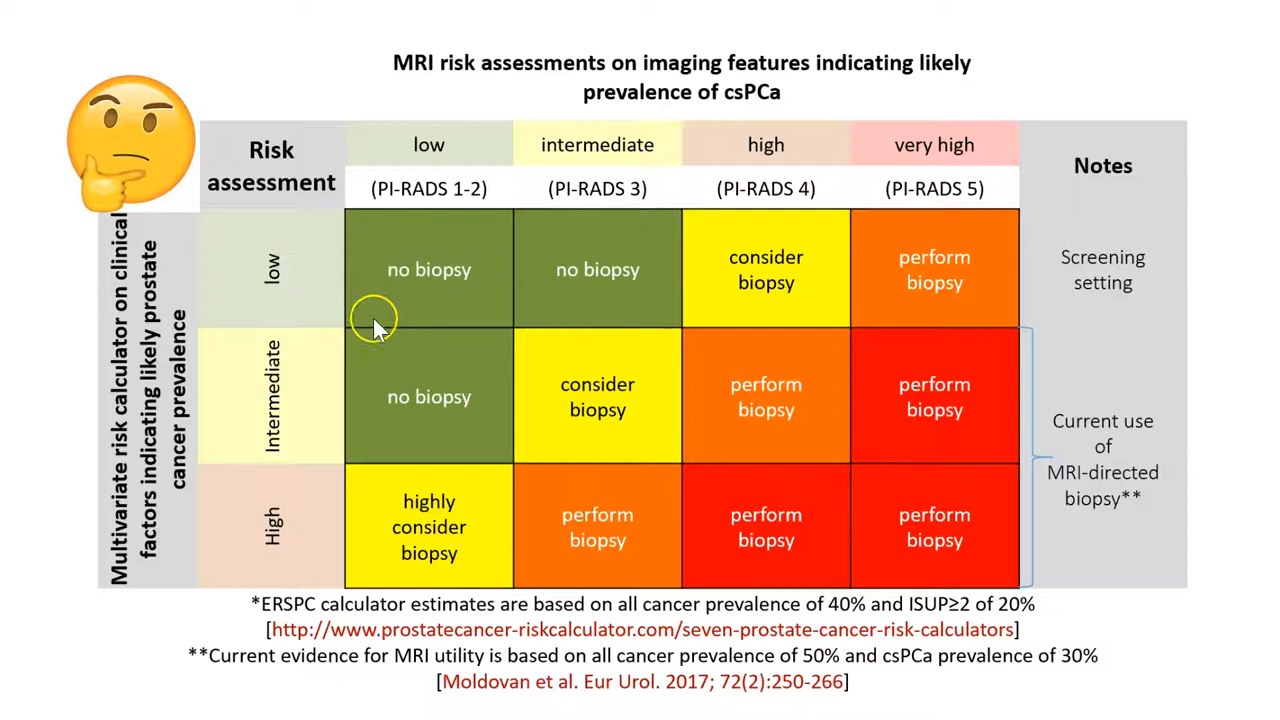 MRI risk assessments on imaging features indicating likely
prevalence of csPCa
Risk
assessment
low
intermediate
high
very high
Notes
(PI-RADS 1-2)
(PI-RADS 3)
(PI-RADS 4)
(PI-RADS 5)
Multivariate risk calculator on clinical
factors indicating likely prostate
cancer prevalence
low
no biopsy
no biopsy
consider
biopsy
perform
biopsy
Screening
setting
Intermediate
no biopsy
consider
biopsy
perform
biopsy
perform
biopsy
Current use
of
MRI-directed
biopsy**
High
highly
consider
biopsy
perform
biopsy
perform
biopsy
perform
biopsy
*ERSPC calculator estimates are based on all cancer prevalence of 40% and ISUP≥2 of 20%
[http://www.prostatecancer-riskcalculator.com/seven-prostate-cancer-risk-calculators]
**Current evidence for MRI utility is based on all cancer prevalence of 50% and csPCa prevalence of 30%
[Moldovan et al. Eur Urol. 2017; 72(2):250-266]